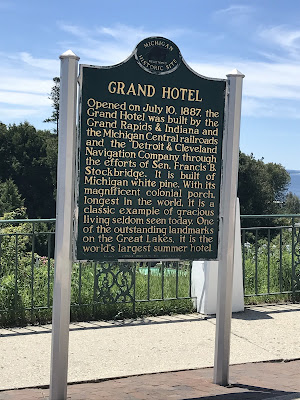 MICHIGAN
HISTORIC SITE
GRAND HOTEL
Opened on July 10, 1887, the
Grand Hotel was built by the
Grand Rapids & Indiana and
the Michigan Central railroads
and the Detroit & Cleveland
Navigation Company through
the efforts of Sen. Francis B.
Stockbridge. It is built of
Michigan white pine. With its
magnificent colonial porch,
longest in the world, it is a
classic example of gracious
living seldom seen today. One
of the outstanding landmarks
on the Great Lakes, it is the
world's largest summer hotel.